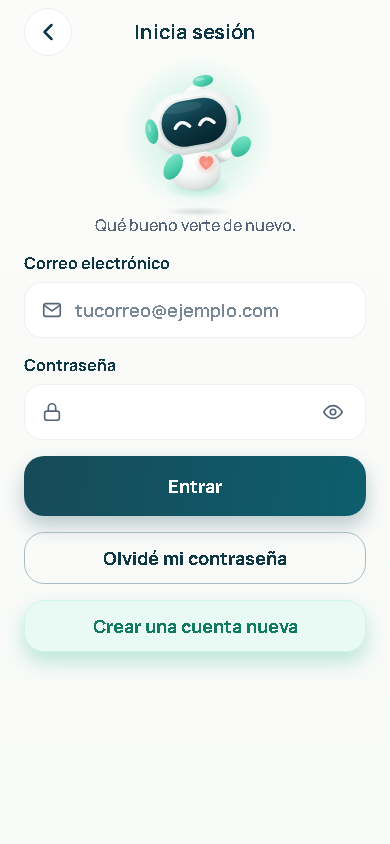 Inicia sesión
Qué bueno verte de nuevo.
Correo electrónico
tucorreo@ejemplo.com
Contraseña
Entrar
Olvidé mi contraseña
Crear una cuenta nueva